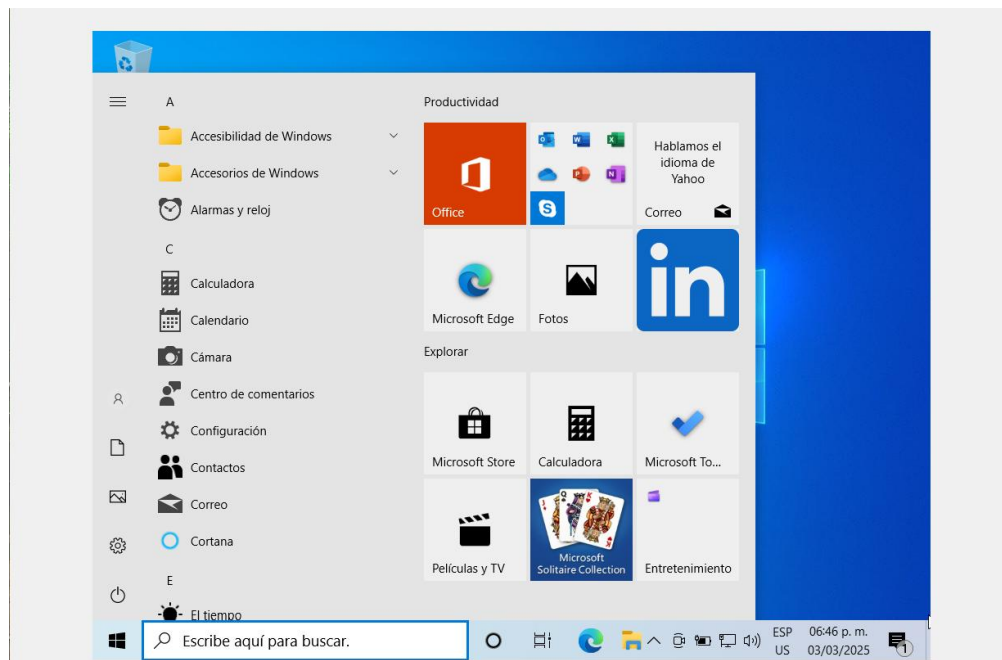 A
Accesibilidad de Windows
Accesorios de Windows
Alarmas y reloj
C
Calculadora
Calendario
Cámara
Centro de comentarios
Configuración
Contactos
Correo
Cortana
E
El tiempo
Productividad
Office
Hablamos el
idioma de
Yahoo
Correo
Microsoft Edge
Fotos
in
Explorar
Microsoft Store
Calculadora
Microsoft To...
Películas y TV
Microsoft
Solitaire Collection
Entretenimiento
Escribe aquí para buscar.
ESP
US
06:46 p. m.
03/03/2025
1